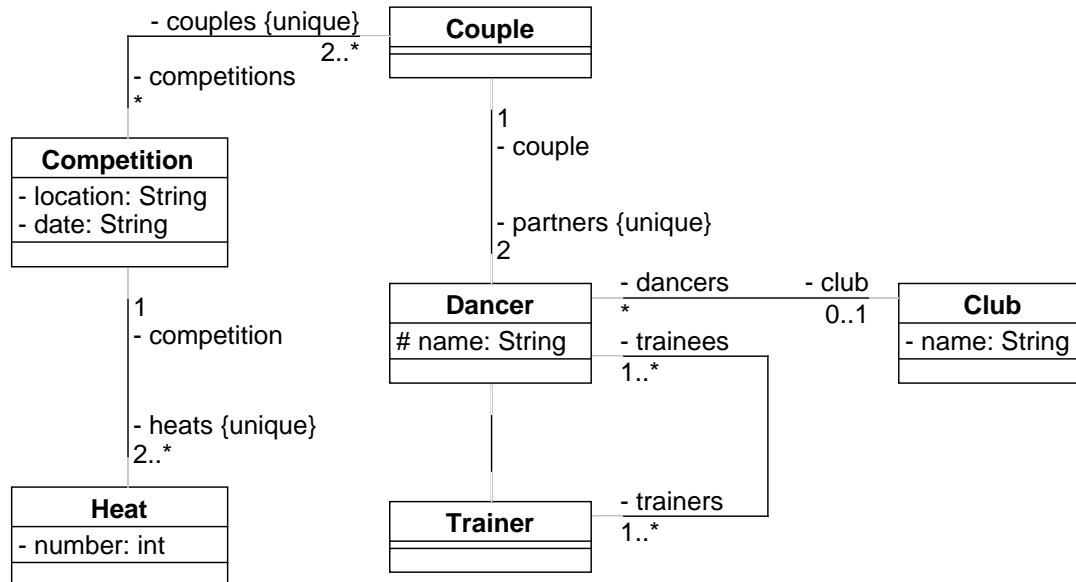 - couples {unique}
2..*
Couple
- competitions
*
1
- couple
Competition
- location: String
- date: String
- partners {unique}
2
- dancers
*
- club
0..1
Dancer
# name: String
Club
- name: String
1
- competition
- trainees
1..*
- heats {unique}
2..*
Heat
- number: int
Trainer
- trainers
1..*